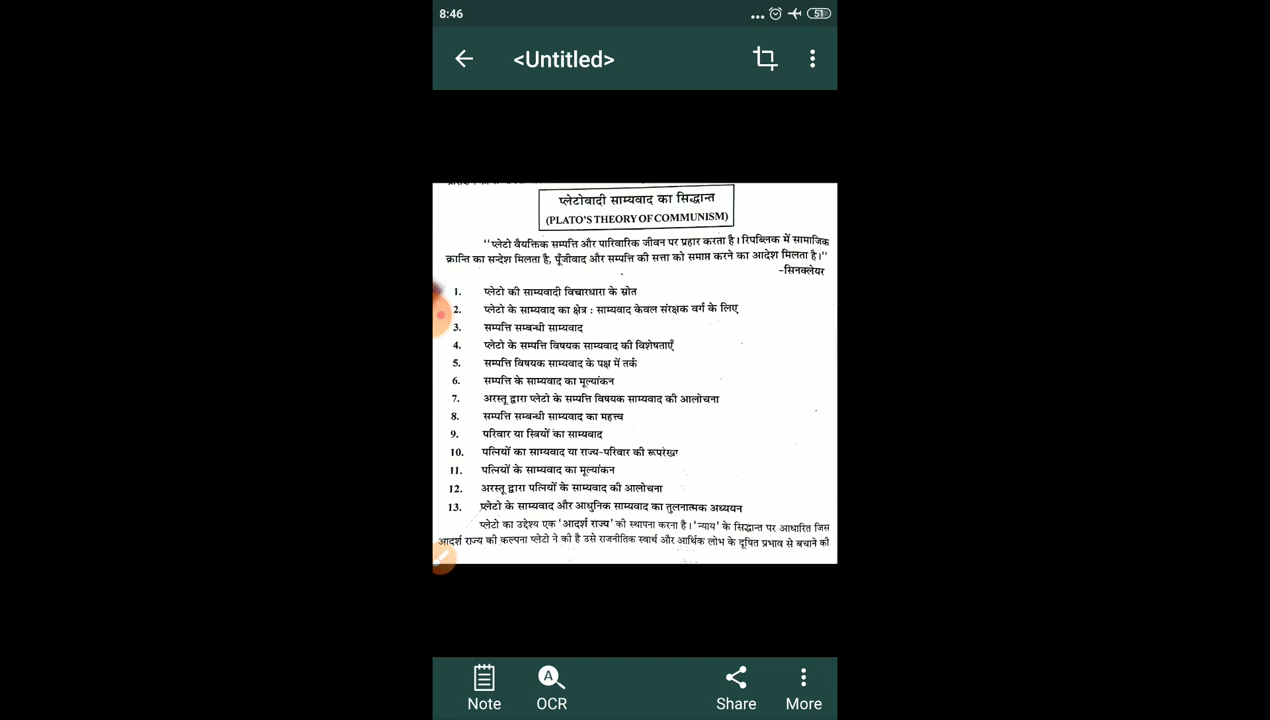 8:46
51
<Untitled>
प्लेटोवादी साम्यवाद का सिद्धान्त
(PLATO'S THEORY OF COMMUNISM)
‘‘प्लेटो वैयक्तिक सम्पत्ति और पारिवारिक जीवन पर प्रहार करता है। रिपब्लिक में सामाजिक
क्रान्ति का सन्देश मिलता है, पूँजीवाद और सम्पत्ति की सत्ता को समाप्त करने का आदेश मिलता है।’’
–सिनक्लेयर
1. प्लेटो की साम्यवादी विचारधारा के स्रोत
2. प्लेटो के साम्यवाद का क्षेत्र : साम्यवाद केवल संरक्षक वर्ग के लिए
3. सम्पत्ति सम्बन्धी साम्यवाद
4. प्लेटो के सम्पत्ति विषयक साम्यवाद की विशेषताएँ
5. सम्पत्ति विषयक साम्यवाद के पक्ष में तर्क
6. सम्पत्ति के साम्यवाद का मूल्यांकन
7. अरस्तू द्वारा प्लेटो के सम्पत्ति विषयक साम्यवाद की आलोचना
8. सम्पत्ति सम्बन्धी साम्यवाद का महत्त्व
9. परिवार या स्त्रियों का साम्यवाद
10. पत्नियों का साम्यवाद या राज्य-परिवार की रूपरेखा
11. पत्नियों के साम्यवाद का मूल्यांकन
12. अरस्तू द्वारा पत्नियों के साम्यवाद की आलोचना
13. प्लेटो के साम्यवाद और आधुनिक साम्यवाद का तुलनात्मक अध्ययन
प्लेटो का उद्देश्य एक ‘आदर्श राज्य’ की स्थापना करना है। ‘न्याय’ के सिद्धान्त पर आधारित जिस
आदर्श राज्य की कल्पना प्लेटो ने की है उसे राजनीतिक स्वार्थ और आर्थिक लोभ के दूषित प्रभाव से बचाने की
Note OCR Share More